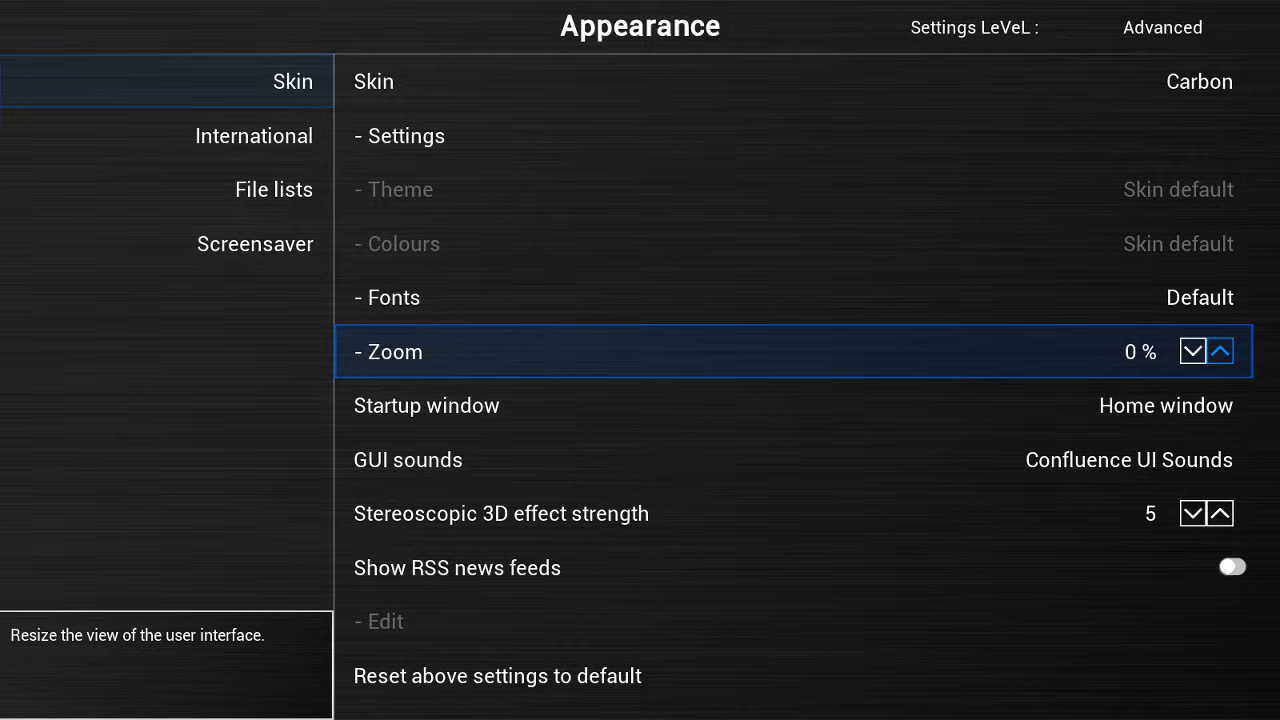 Appearance
Settings LeVeL : Advanced
Skin
International
File lists
Screensaver
Skin Carbon
- Settings
- Theme Skin default
- Colours Skin default
- Fonts Default
- Zoom 0 %
Startup window Home window
GUI sounds Confluence UI Sounds
Stereoscopic 3D effect strength 5
Show RSS news feeds
- Edit
Reset above settings to default
Resize the view of the user interface.